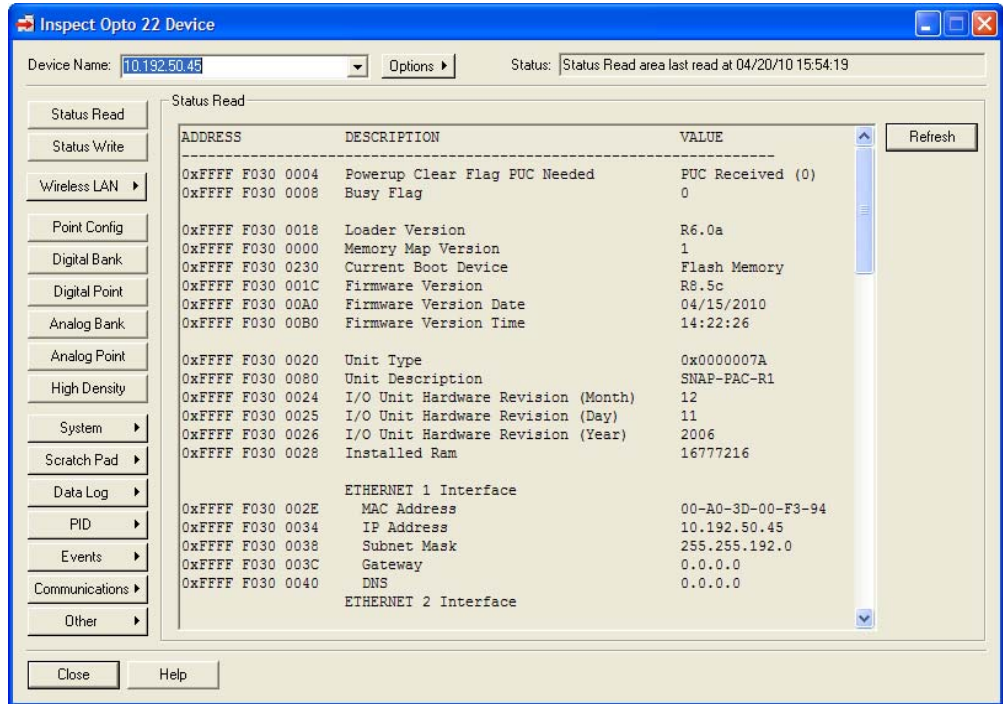 Inspect Opto 22 Device
Device Name: 10.192.50.45 Options Status: Status Read area last read at 04/20/10 15:54:19
Status Read
Status Write
Wireless LAN
Point Config
Digital Bank
Digital Point
Analog Bank
Analog Point
High Density
System
Scratch Pad
Data Log
PID
Events
Communications
Other
Status Read
ADDRESS DESCRIPTION VALUE
--------------------------------------------------------------------------
0xFFFF F030 0004 Powerup Clear Flag PUC Needed PUC Received (0)
0xFFFF F030 0008 Busy Flag 0
0xFFFF F030 0018 Loader Version R6.0a
0xFFFF F030 0000 Memory Map Version 1
0xFFFF F030 0230 Current Boot Device Flash Memory
0xFFFF F030 001C Firmware Version R8.5c
0xFFFF F030 00A0 Firmware Version Date 04/15/2010
0xFFFF F030 00B0 Firmware Version Time 14:22:26
0xFFFF F030 0020 Unit Type 0x0000007A
0xFFFF F030 0080 Unit Description SNAP-PAC-R1
0xFFFF F030 0024 I/O Unit Hardware Revision (Month) 12
0xFFFF F030 0025 I/O Unit Hardware Revision (Day) 11
0xFFFF F030 0026 I/O Unit Hardware Revision (Year) 2006
0xFFFF F030 0028 Installed Ram 16777216
ETHERNET 1 Interface
0xFFFF F030 002E MAC Address 00-A0-3D-00-F3-94
0xFFFF F030 0034 IP Address 10.192.50.45
0xFFFF F030 0038 Subnet Mask 255.255.192.0
0xFFFF F030 003C Gateway 0.0.0.0
0xFFFF F030 0040 DNS 0.0.0.0
ETHERNET 2 Interface
Refresh
Close Help